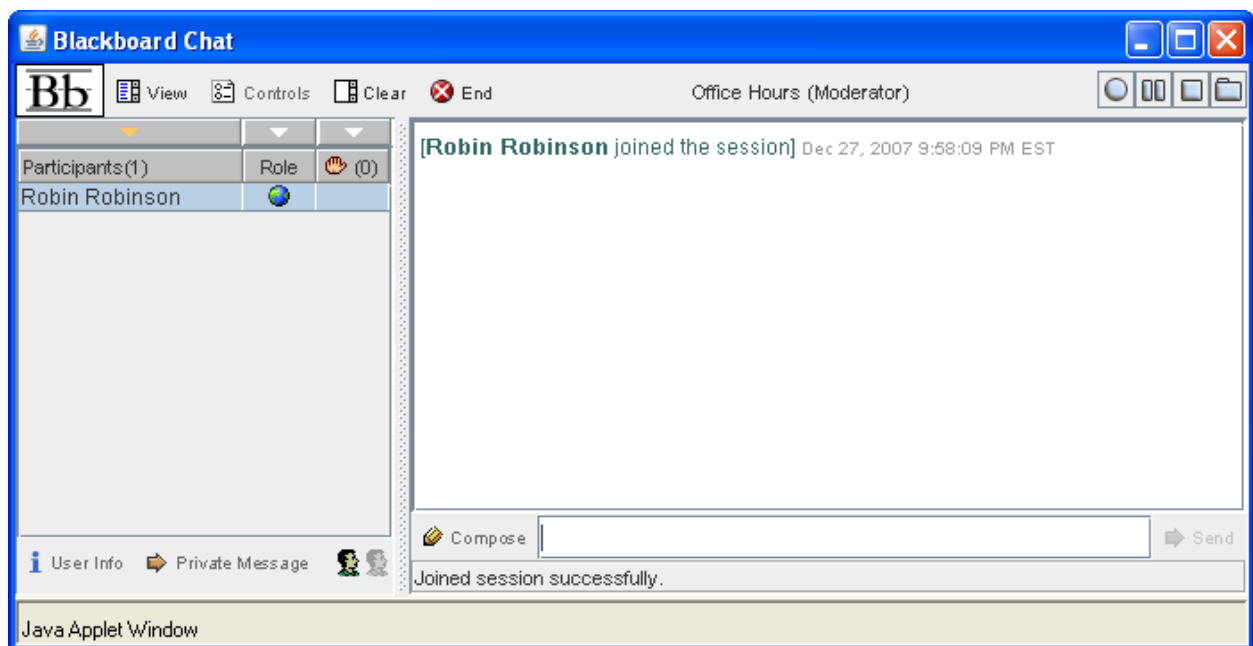 Blackboard Chat
Bb View Controls Clear End Office Hours (Moderator)
Participants(1) Role (0)
Robin Robinson
[Robin Robinson joined the session] Dec 27, 2007 9:58:09 PM EST
Compose Send
User Info Private Message
Joined session successfully.
Java Applet Window